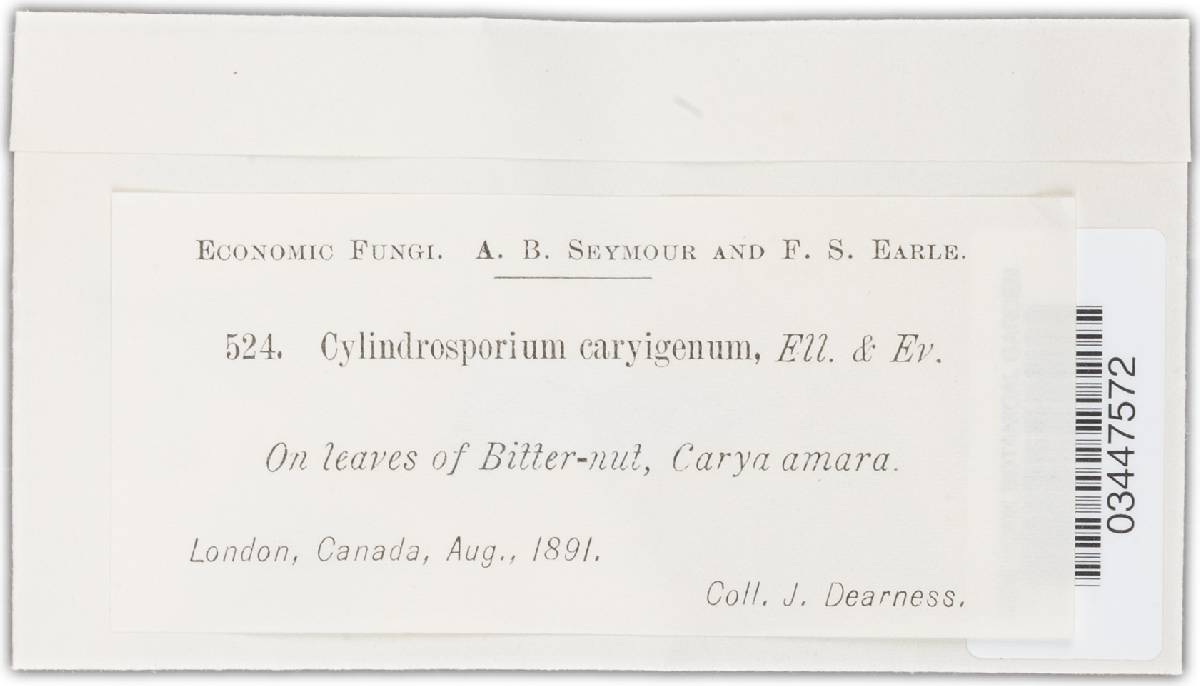 ECONOMIC FUNGI. A. B. SEYMOUR AND F. S. EARLE.
524. Cylindrosporium caryigenum, Ell. & Ev.
On leaves of Bitter-nut, Carya amara.
London, Canada, Aug., 1891.
Coll. J. Dearness.
03447572